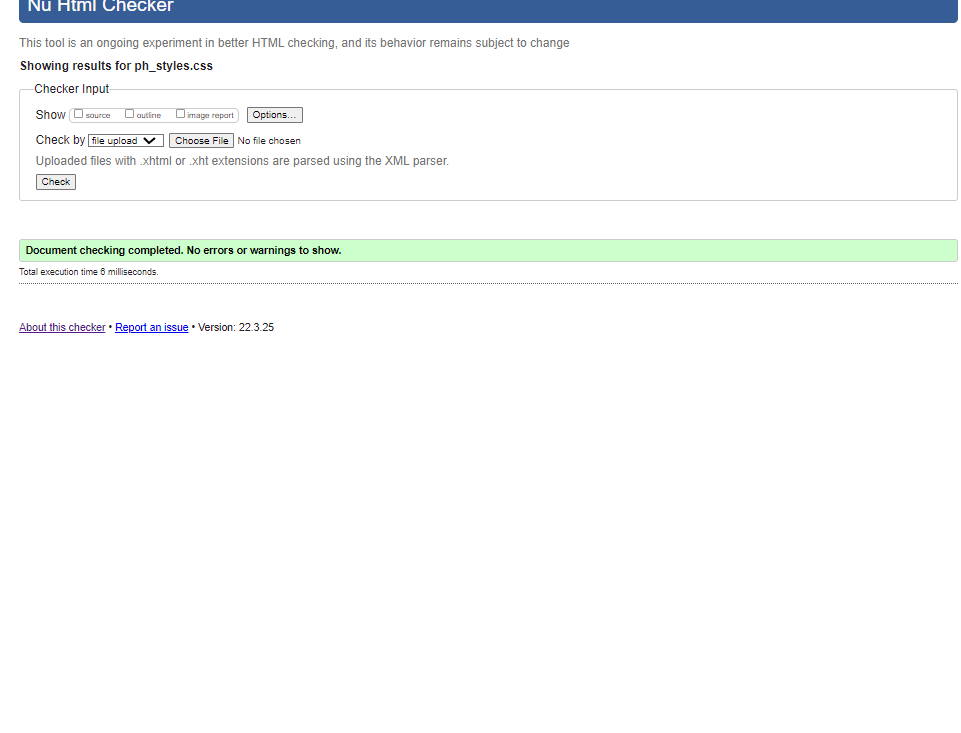 Nu Html Checker
This tool is an ongoing experiment in better HTML checking, and its behavior remains subject to change
Showing results for ph_styles.css
Checker Input
Show source outline image report Options...
Check by file upload Choose File No file chosen
Uploaded files with .xhtml or .xht extensions are parsed using the XML parser.
Check
Document checking completed. No errors or warnings to show.
Total execution time 6 milliseconds.
About this checker • Report an issue • Version: 22.3.25